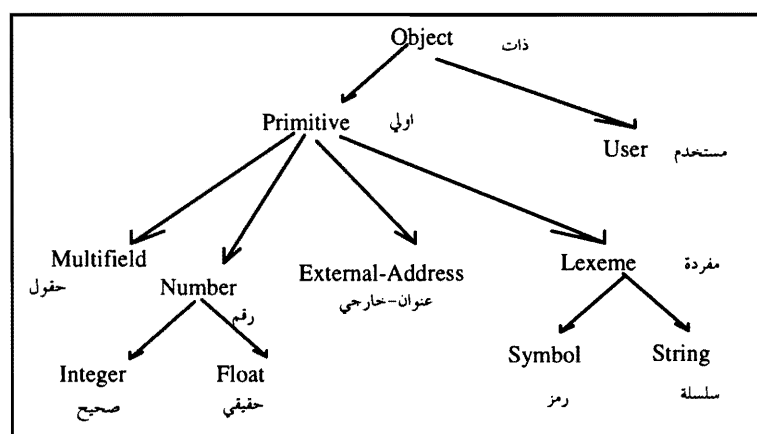 Object ذات
Primitive اولي
User مستخدم
Multifield
حقول
Number
رقم
External-Address
عنوان-خارجي
Lexeme مفردة
Integer
صحيح
Float
حقيقي
Symbol
رمز
String
سلسلة